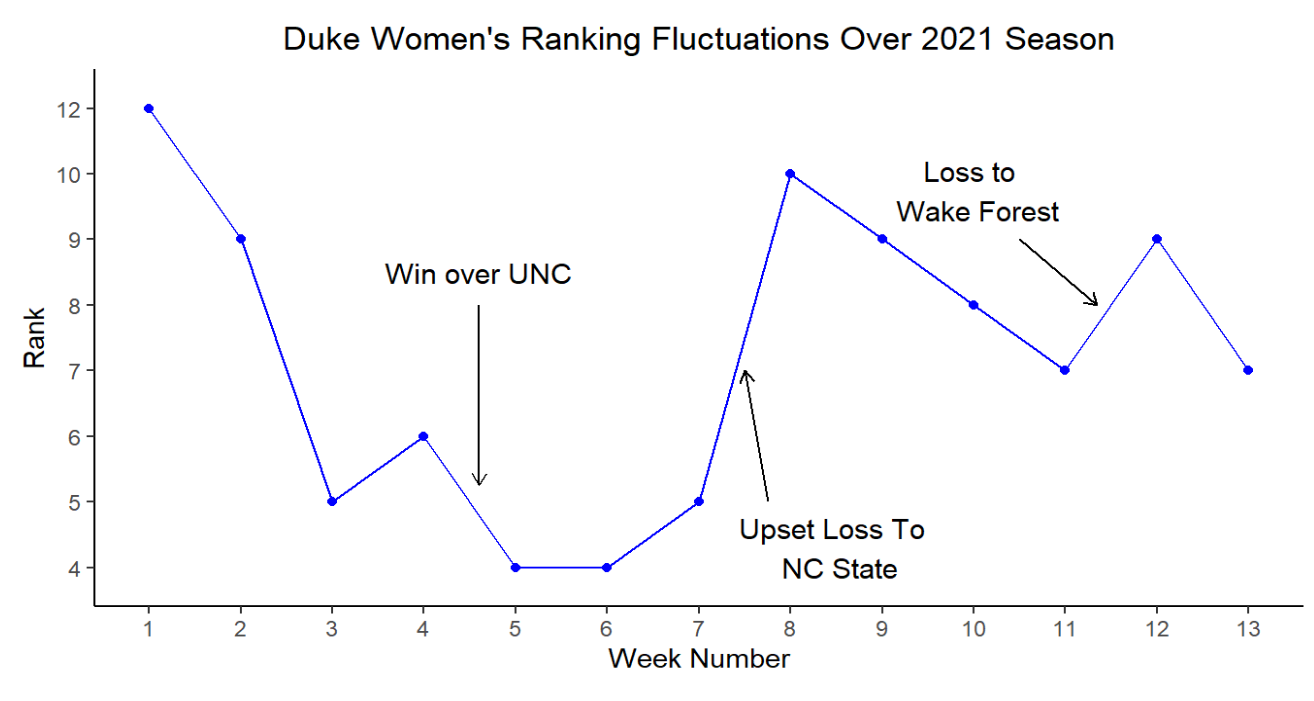 Duke Women's Ranking Fluctuations Over 2021 Season
12
10
9
8
7
6
5
4
Rank
Win over UNC
Loss to
Wake Forest
Upset Loss To
NC State
1 2 3 4 5 6 7 8 9 10 11 12 13
Week Number